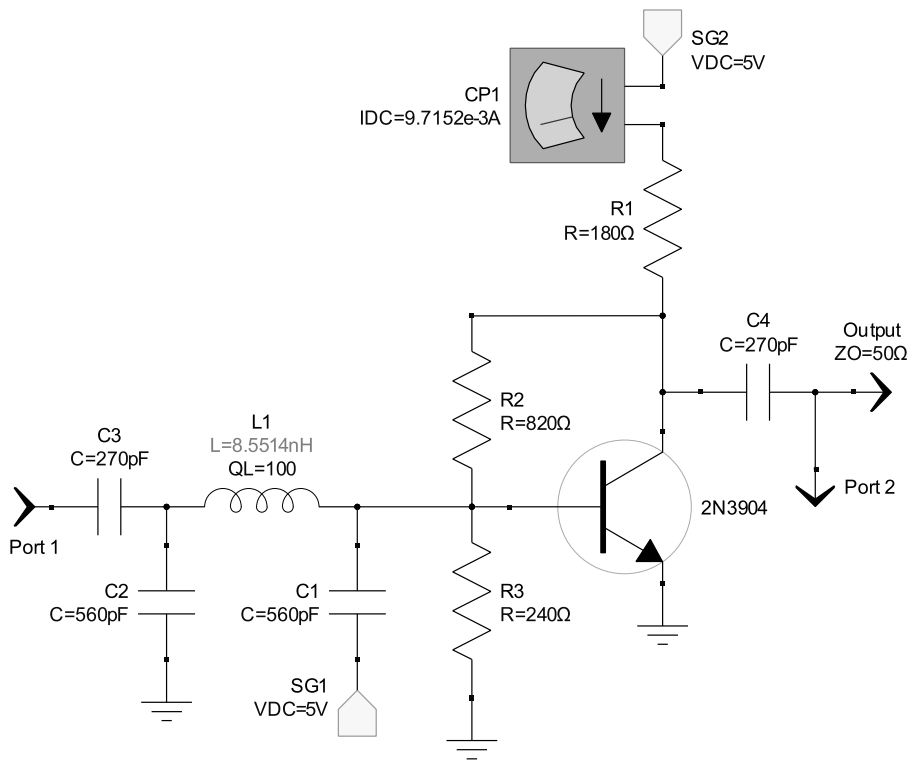 SG2
VDC=5V
CP1
IDC=9.7152e-3A
R1
R=180Ω
C4
C=270pF
Output
ZO=50Ω
R2
R=820Ω
L1
L=8.5514nH
QL=100
C3
C=270pF
Port 1
2N3904
Port 2
C2
C=560pF
C1
C=560pF
R3
R=240Ω
SG1
VDC=5V